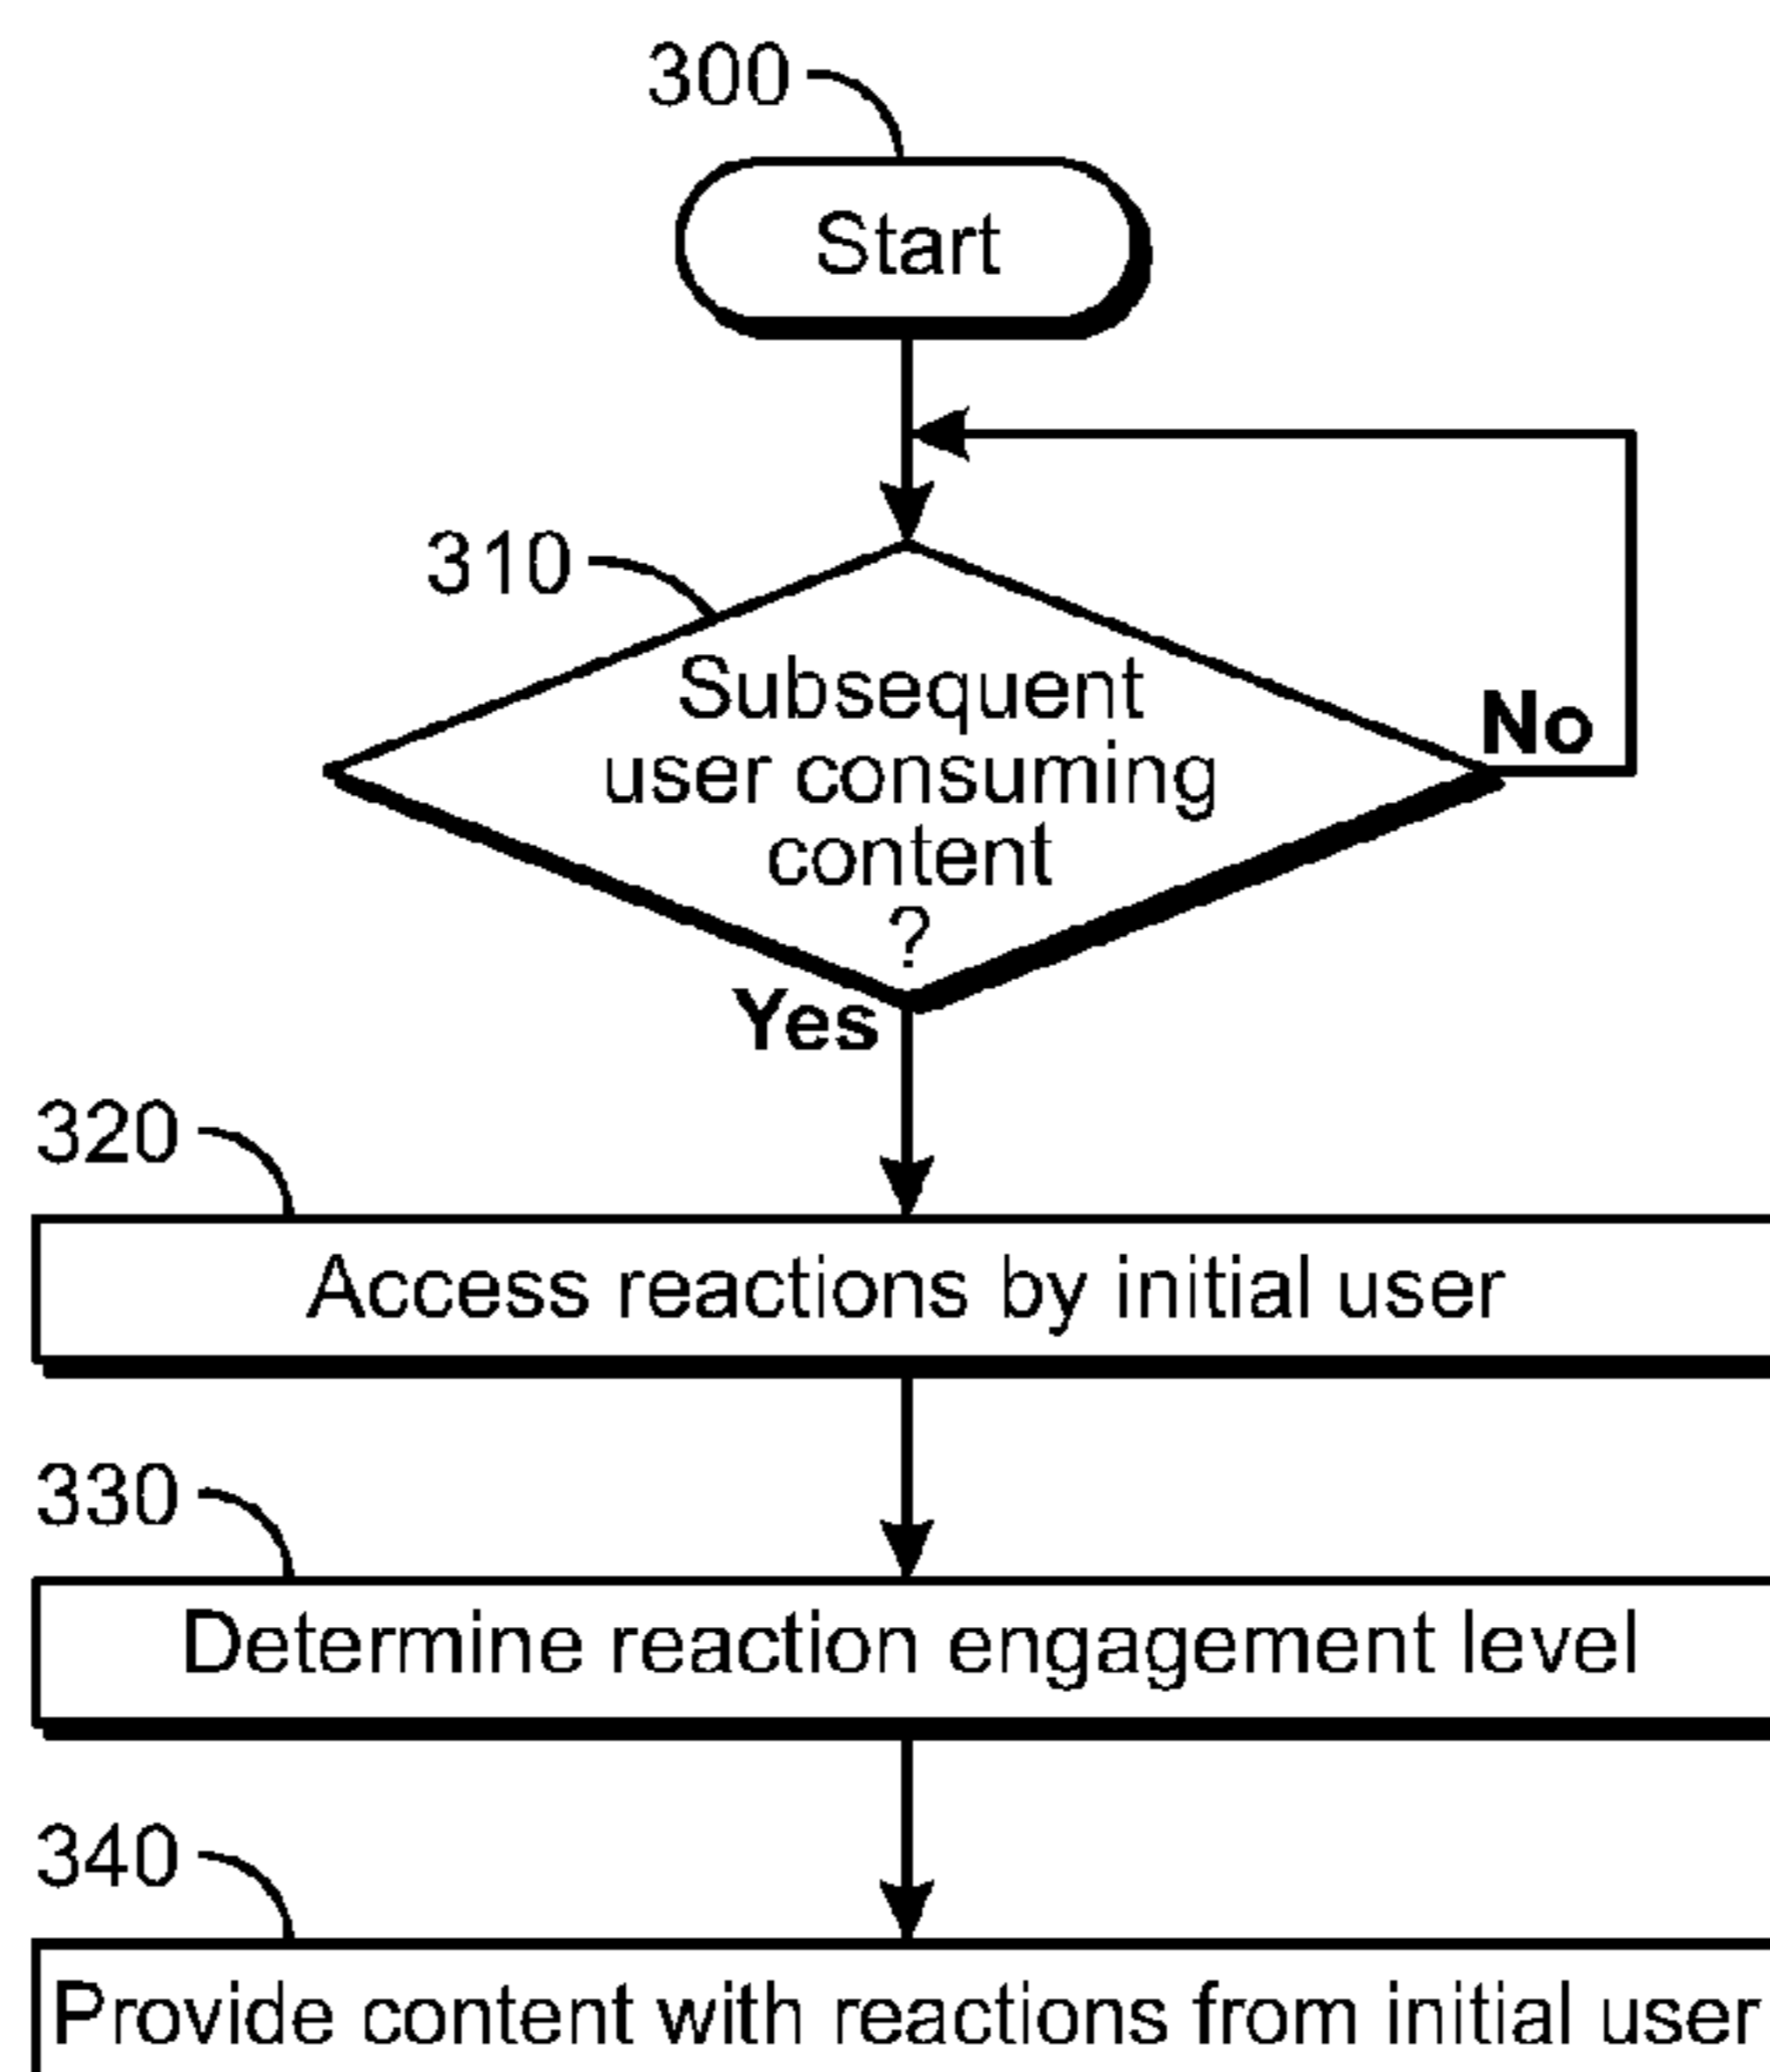 300
Start
310
Subsequent
user consuming
content
?
No
Yes
320
Access reactions by initial user
330
Determine reaction engagement level
340
Provide content with reactions from initial user